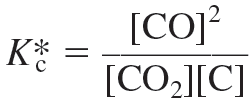 K*c = [CO]²
[CO₂][C]